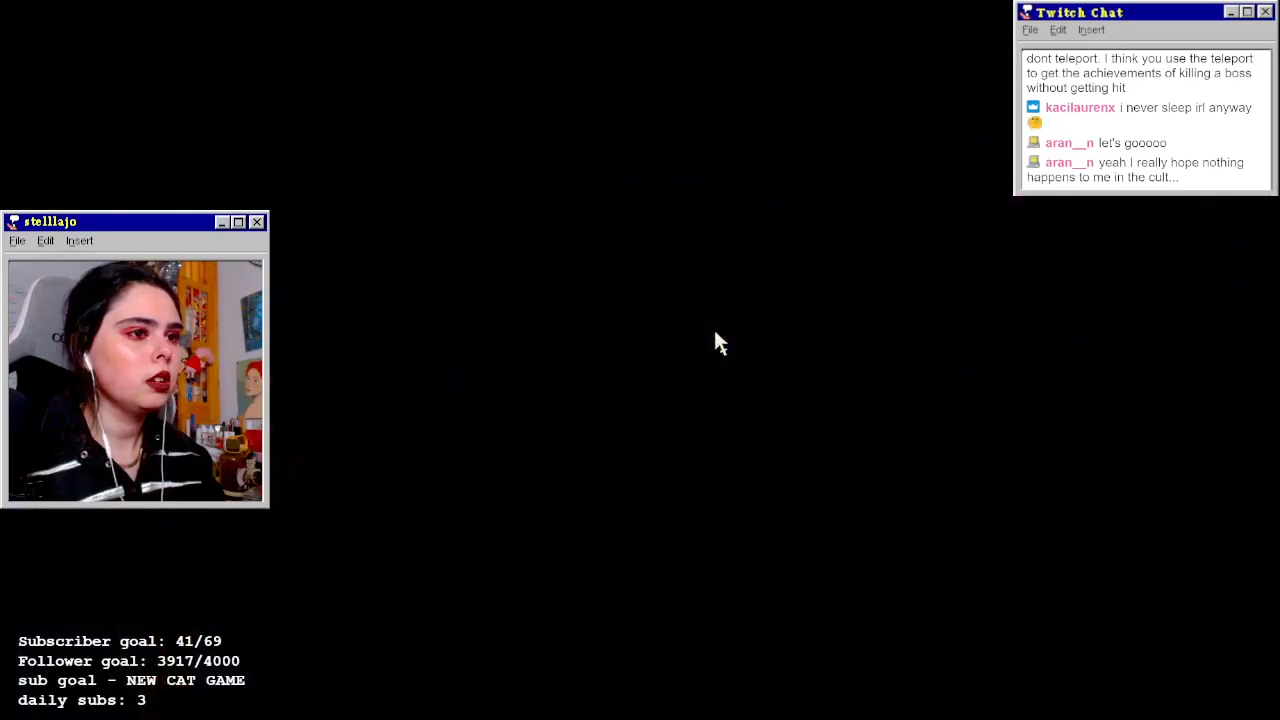 Twitch Chat
File Edit Insert
dont teleport. I think you use the teleport
to get the achievements of killing a boss
without getting hit
kacilaurenx i never sleep irl anyway
aran__n let's gooooo
aran__n yeah I really hope nothing
happens to me in the cult...
stelllajo
File Edit Insert
Subscriber goal: 41/69
Follower goal: 3917/4000
sub goal - NEW CAT GAME
daily subs: 3